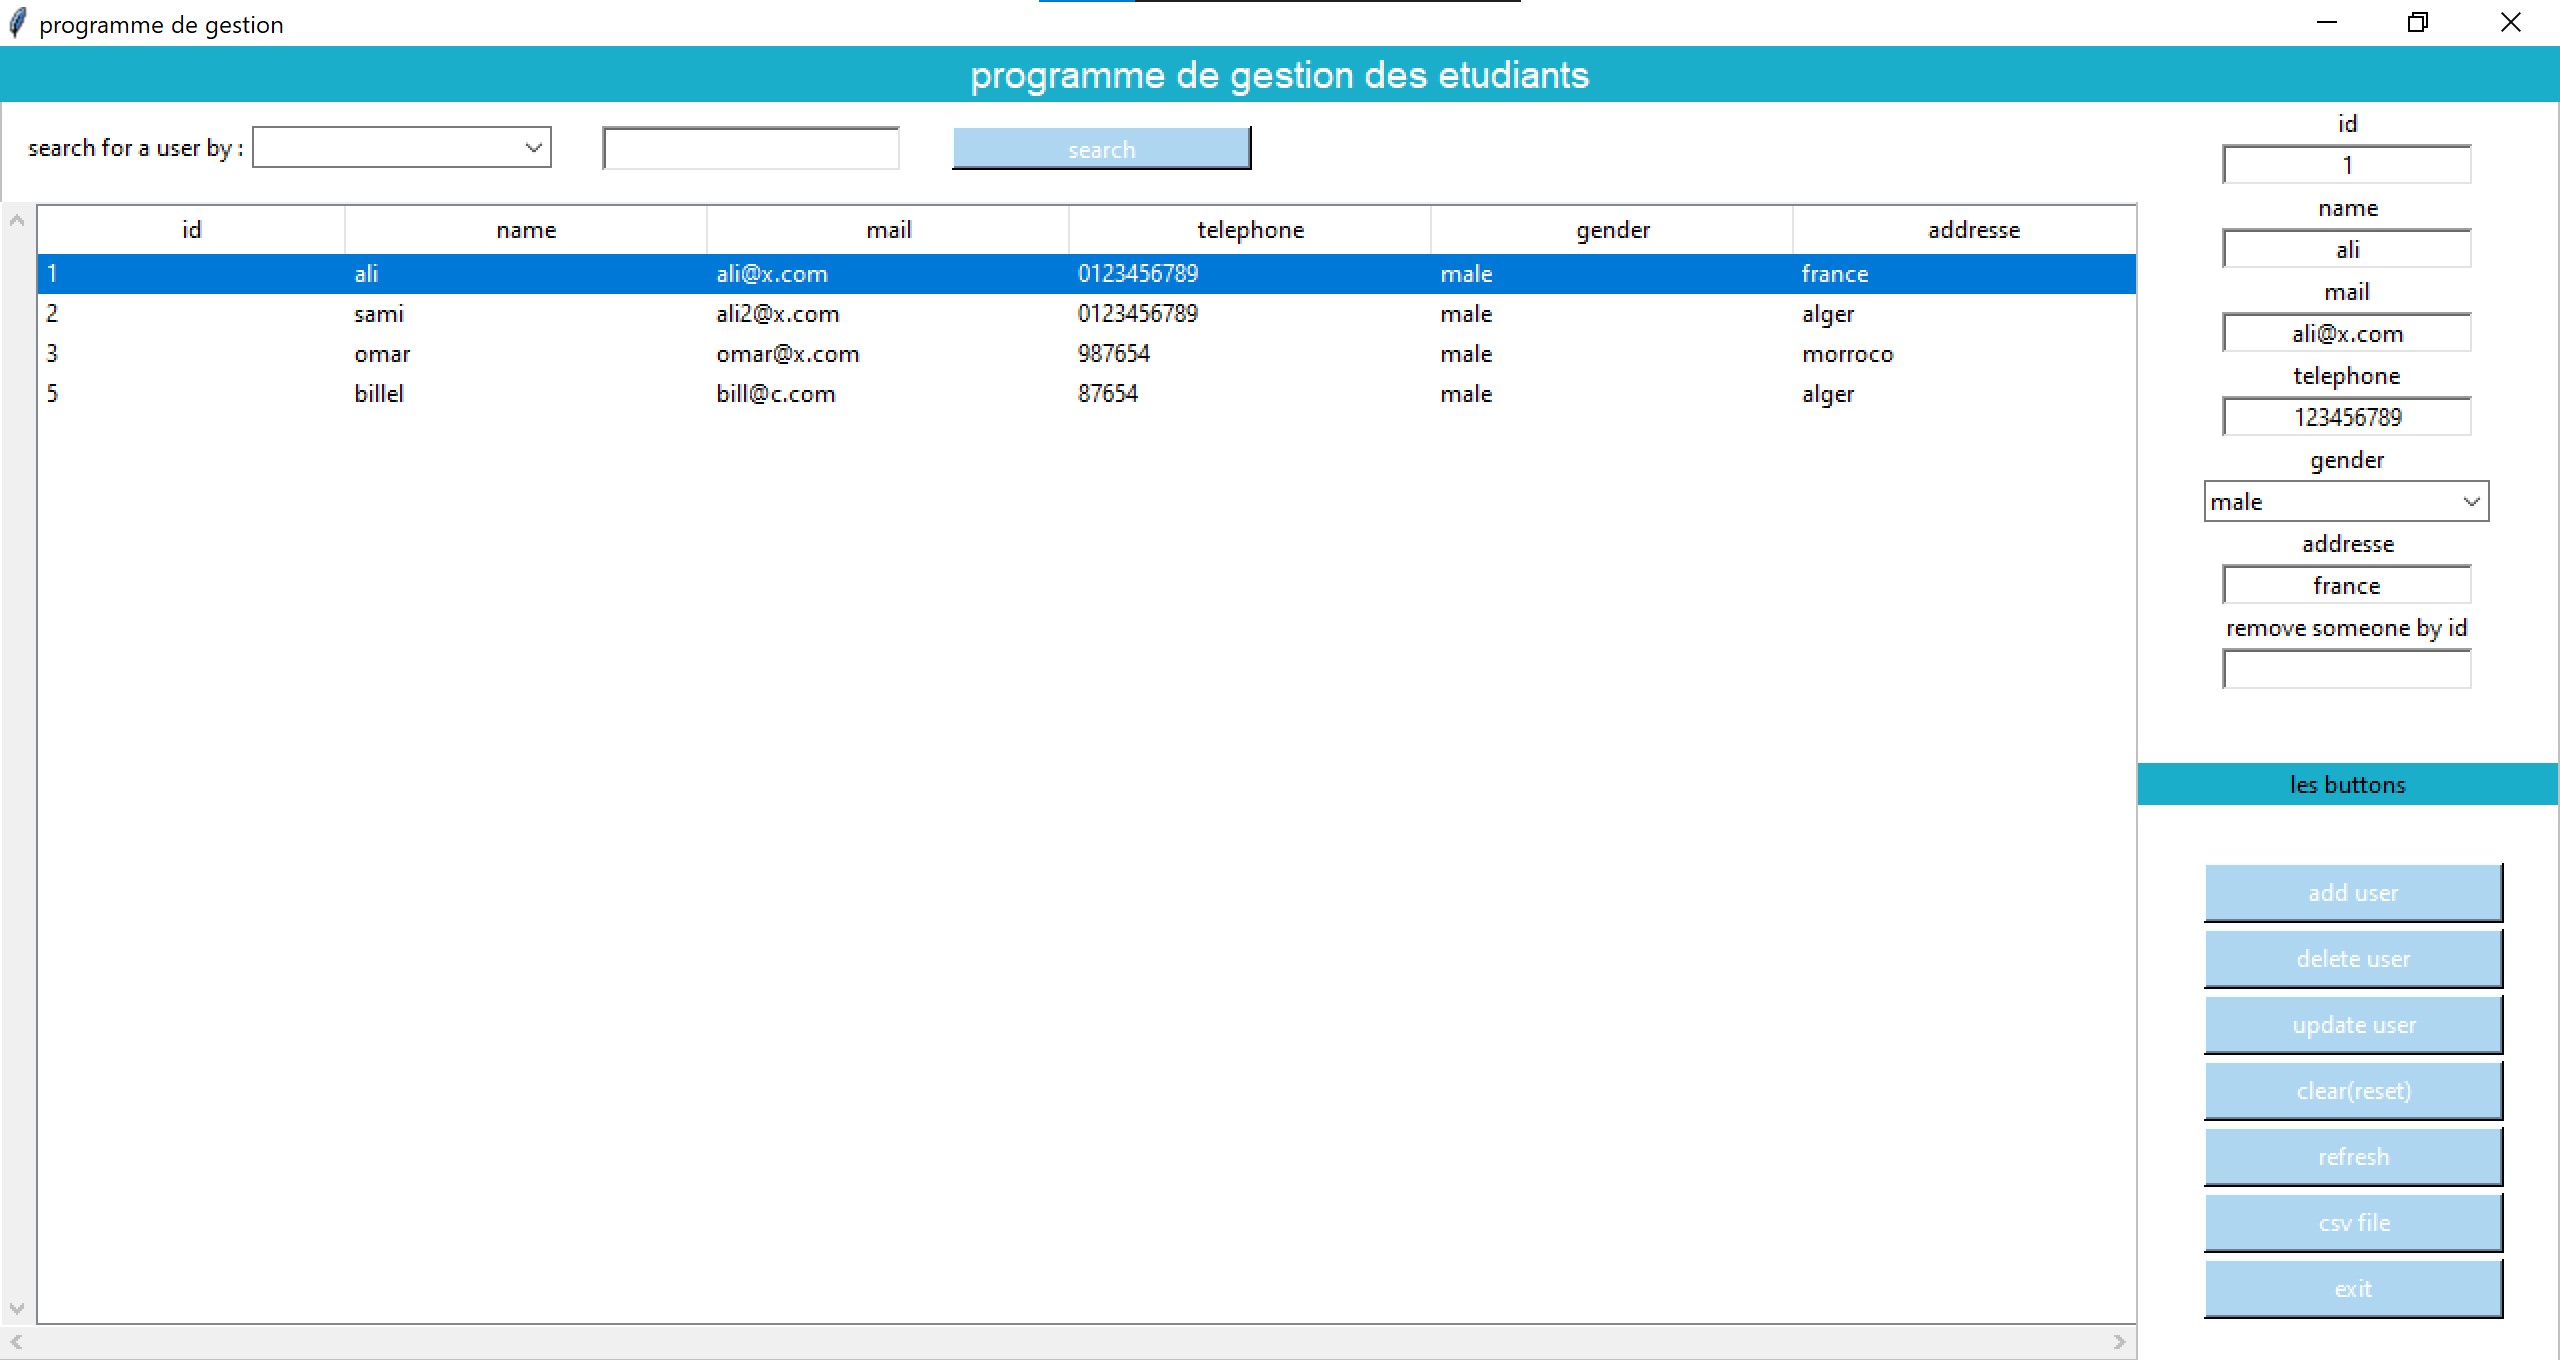 programme de gestion
programme de gestion des etudiants
search for a user by :
search
id name mail telephone gender addresse
1 ali ali@x.com 0123456789 male france
2 sami ali2@x.com 0123456789 male alger
3 omar omar@x.com 987654 male morroco
5 billel bill@c.com 87654 male alger
id
1
name
ali
mail
ali@x.com
telephone
123456789
gender
male
addresse
france
remove someone by id
les buttons
add user
delete user
update user
clear(reset)
refresh
csv file
exit